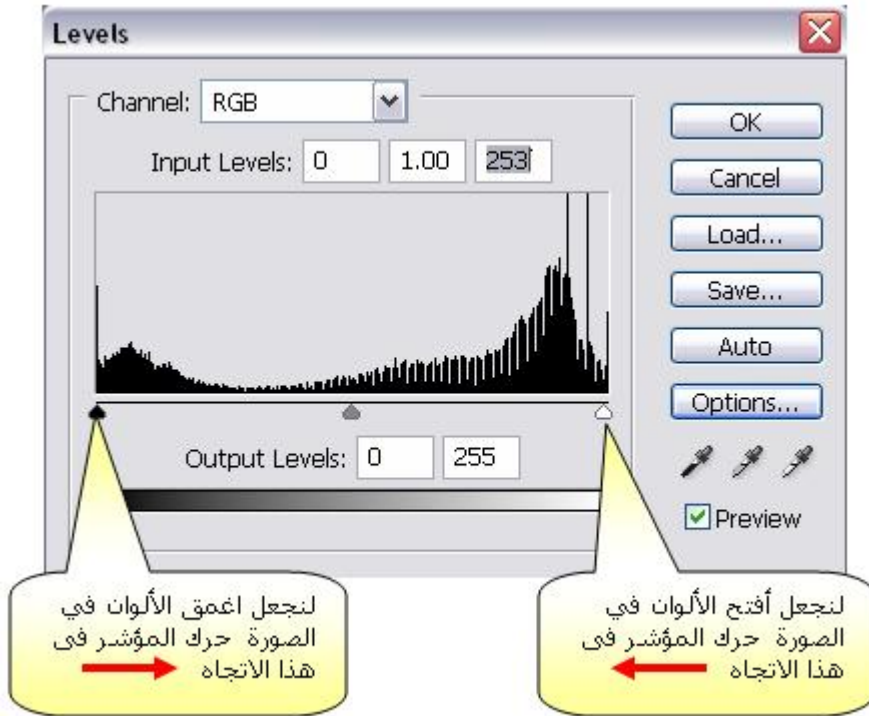 Levels
Channel: RGB
Input Levels: 0 1.00 253
Output Levels: 0 255
OK
Cancel
Load...
Save...
Auto
Options...
Preview
لنجعل اغمق الألوان في
الصورة حرك المؤشر فى
هذا الاتجاه
لنجعل أفتح الألوان في
الصورة حرك المؤشر فى
هذا الاتجاه